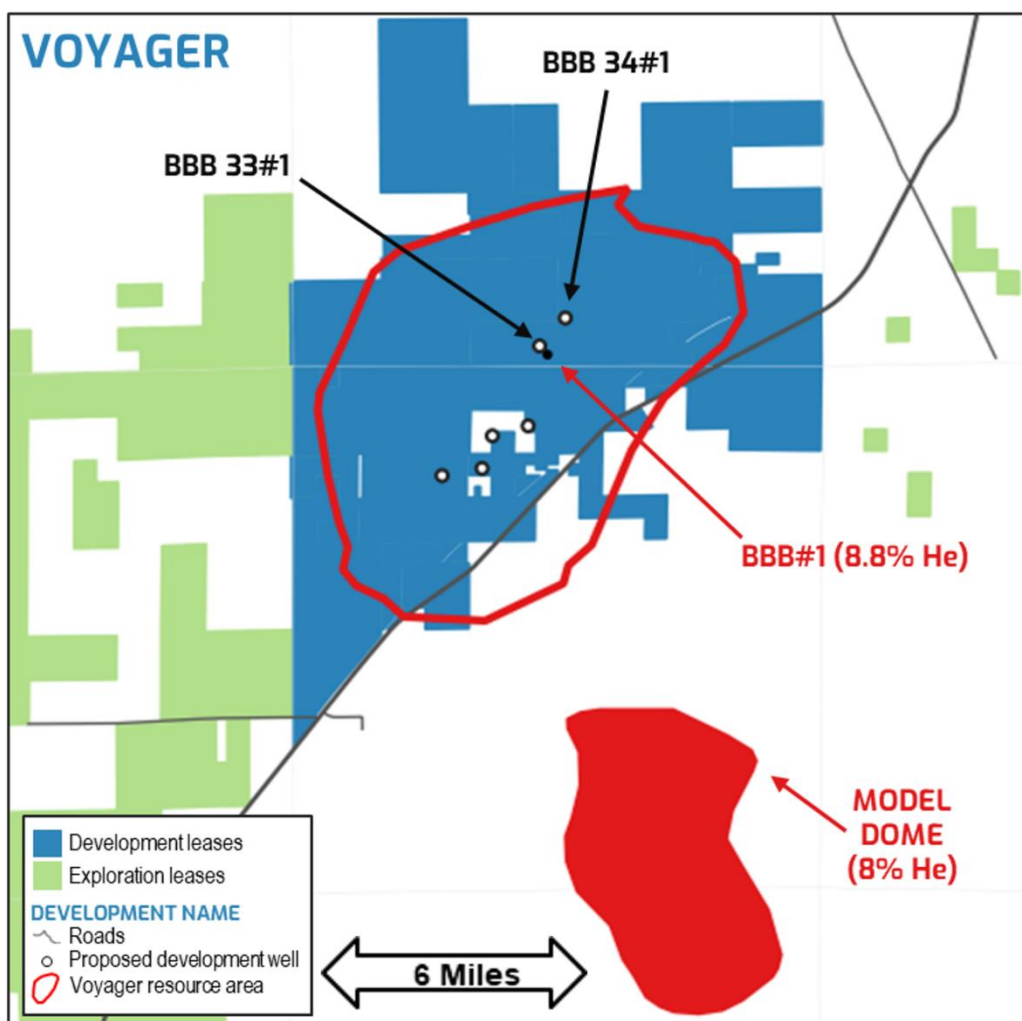 VOYAGER
BBB 34#1
BBB 33#1
BBB#1 (8.8% He)
MODEL
DOME
(8% He)
Development leases
Exploration leases
DEVELOPMENT NAME
Roads
Proposed development well
Voyager resource area
6 Miles